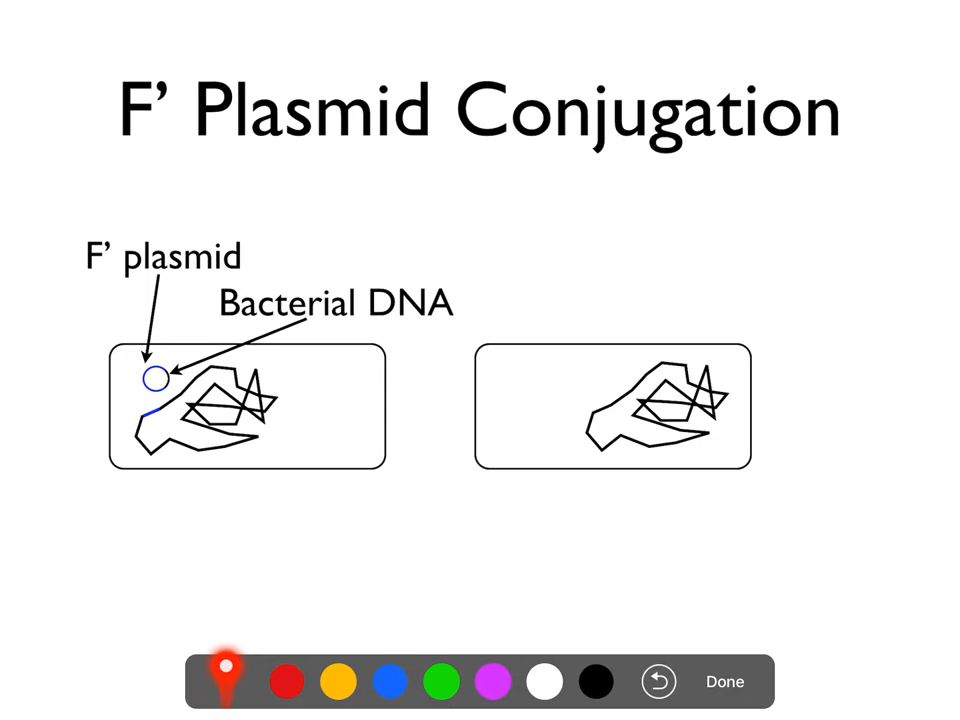 F’ Plasmid Conjugation
F’ plasmid
Bacterial DNA
Done